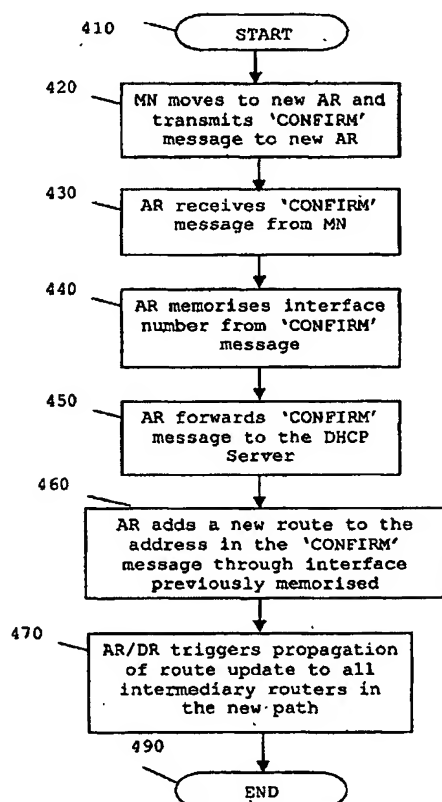 410
START
420
MN moves to new AR and
transmits 'CONFIRM'
message to new AR
430
AR receives 'CONFIRM'
message from MN
440
AR memorises interface
number from 'CONFIRM'
message
450
AR forwards 'CONFIRM'
message to the DHCP
Server
460
AR adds a new route to the
address in the 'CONFIRM'
message through interface
previously memorised
470
AR/DR triggers propagation
of route update to all
intermediary routers in
the new path
490
END